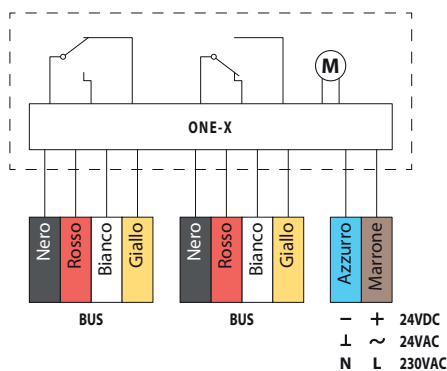 M
ONE-X
Nero Rosso Bianco Giallo Nero Rosso Bianco Giallo Azzurro Marrone
BUS BUS
− + 24VDC
⊥ ~ 24VAC
N L 230VAC